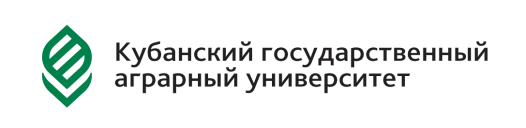 Кубанский государственный
аграрный университет